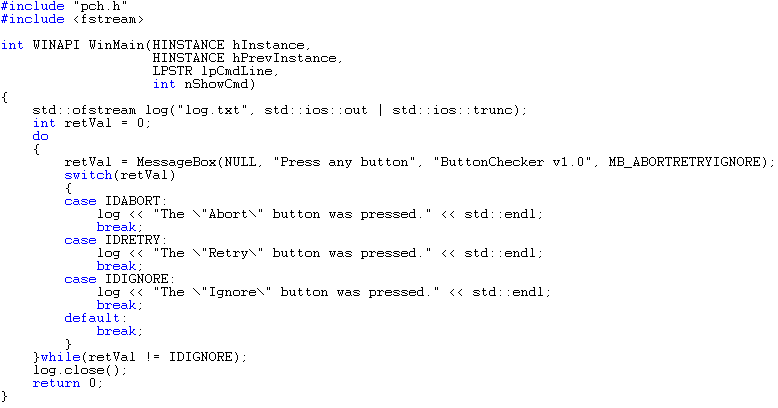 #include "pch.h"
#include <fstream>

int WINAPI WinMain(HINSTANCE hInstance,
                   HINSTANCE hPrevInstance,
                   LPSTR lpCmdLine,
                   int nShowCmd)
{
    std::ofstream log("log.txt", std::ios::out | std::ios::trunc);
    int retVal = 0;
    do
    {
        retVal = MessageBox(NULL, "Press any button", "ButtonChecker v1.0", MB_ABORTRETRYIGNORE);
        switch(retVal)
        {
        case IDABORT:
            log << "The \"Abort\" button was pressed." << std::endl;
            break;
        case IDRETRY:
            log << "The \"Retry\" button was pressed." << std::endl;
            break;
        case IDIGNORE:
            log << "The \"Ignore\" button was pressed." << std::endl;
            break;
        default:
            break;
        }
    }while(retVal != IDIGNORE);
    log.close();
    return 0;
}